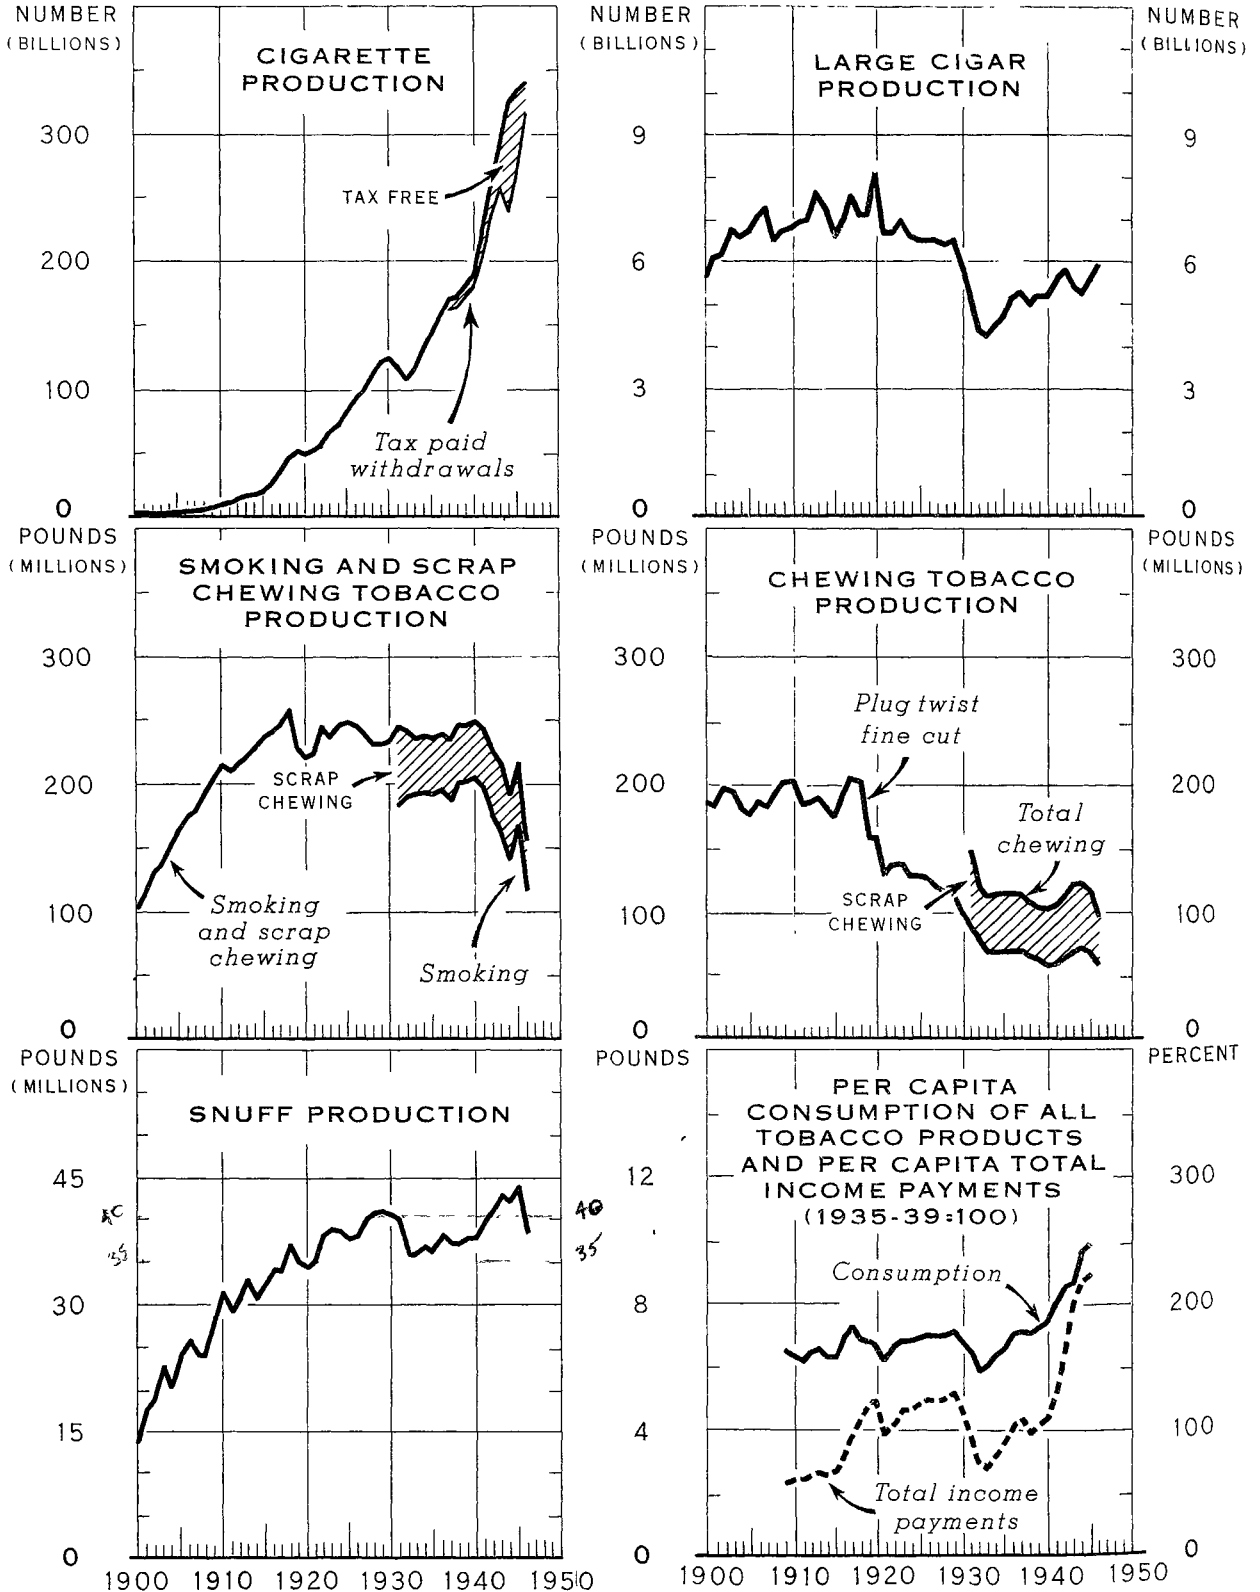 NUMBER
(BILLIONS)
CIGARETTE
PRODUCTION
300
200
100
0
TAX FREE
Tax paid
withdrawals
NUMBER
(BILLIONS)
LARGE CIGAR
PRODUCTION
NUMBER
(BILLIONS)
9
6
3
0
9
6
3
0
POUNDS
(MILLIONS)
SMOKING AND SCRAP
CHEWING TOBACCO
PRODUCTION
300
200
100
0
SCRAP
CHEWING
Smoking
and scrap
chewing
Smoking
POUNDS
(MILLIONS)
CHEWING TOBACCO
PRODUCTION
POUNDS
(MILLIONS)
300
200
100
0
Plug twist
fine cut
Total
chewing
SCRAP
CHEWING
300
200
100
0
POUNDS
(MILLIONS)
SNUFF PRODUCTION
45
30
15
0
40
35
35
1900 1910 1920 1930 1940 1950
POUNDS
PER CAPITA
CONSUMPTION OF ALL
TOBACCO PRODUCTS
AND PER CAPITA TOTAL
INCOME PAYMENTS
(1935-39=100)
PERCENT
12
8
4
0
Consumption
Total income
payments
300
200
100
0
1900 1910 1920 1930 1940 1950